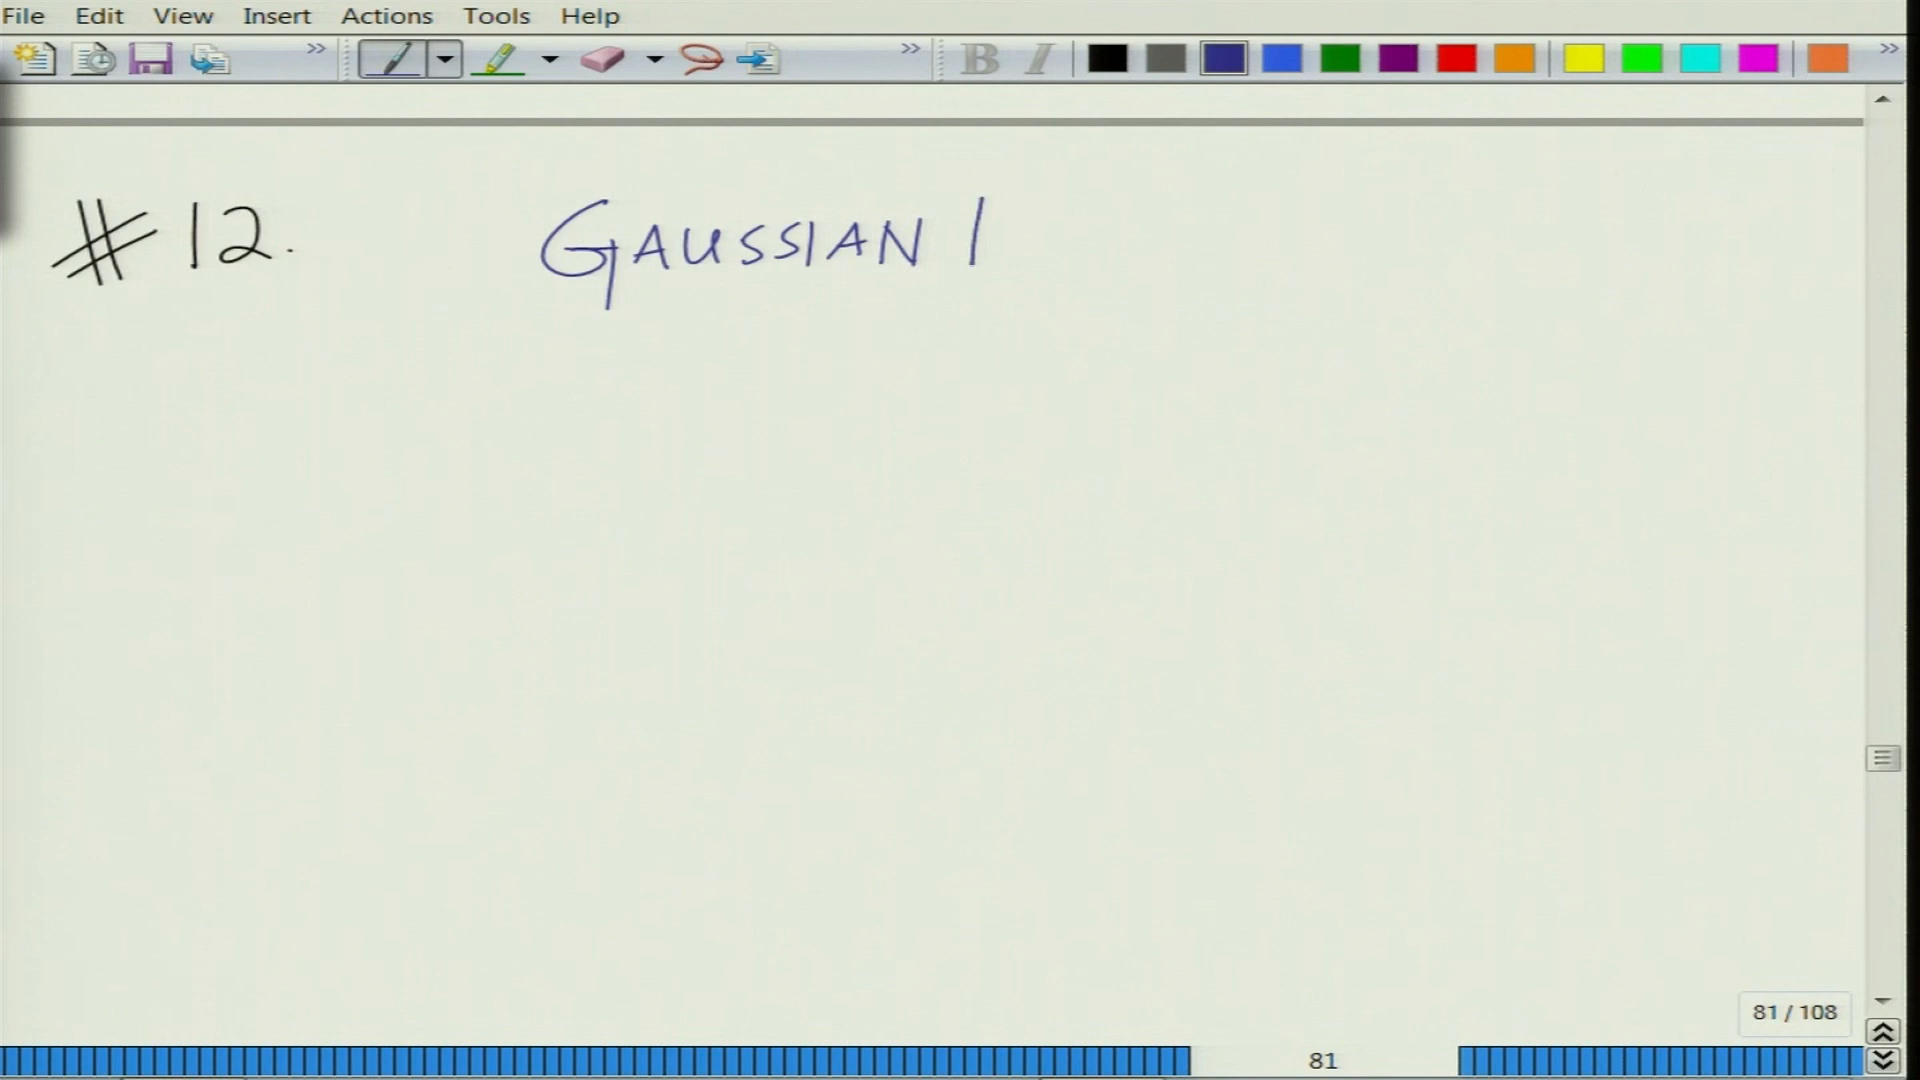 File Edit View Insert Actions Tools Help
B I
#12. GAUSSIAN
81 / 108
81